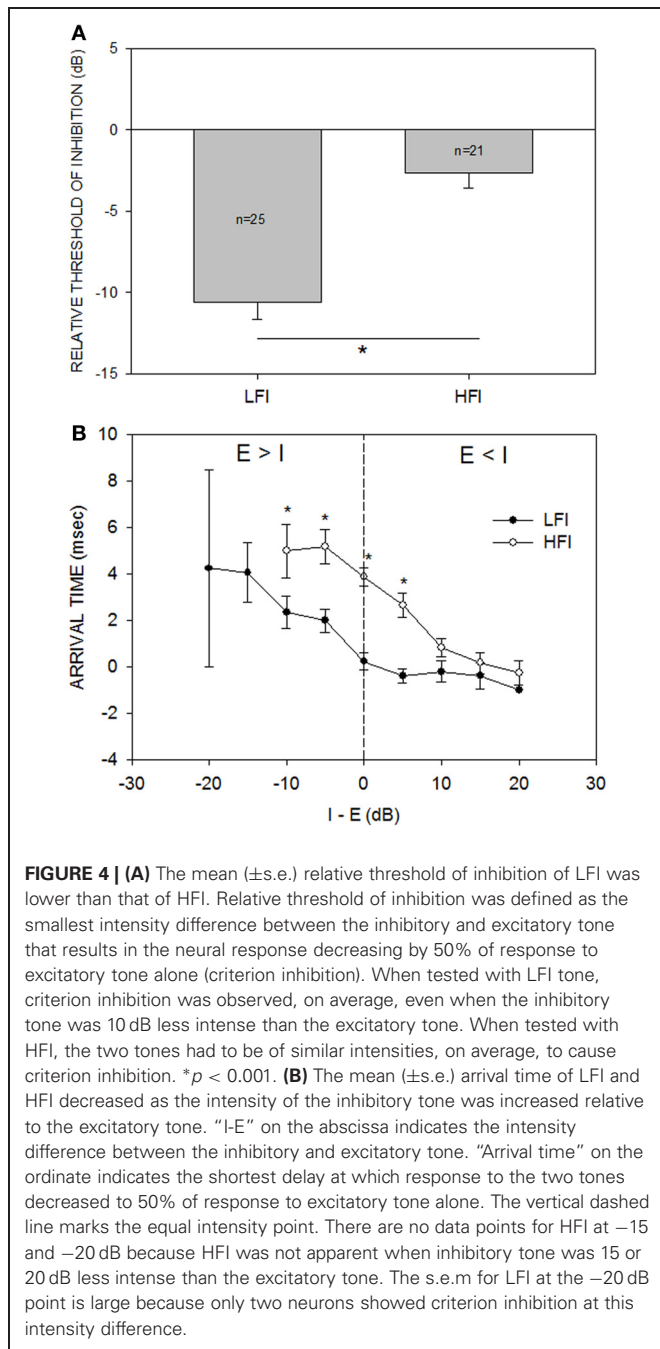 A
RELATIVE THRESHOLD OF INHIBITION (dB)
5
0
-5
-10
-15
n=25
n=21
*
LFI
HFI
B
ARRIVAL TIME (msec)
10
8
6
4
2
0
-2
-4
E > I
E < I
LFI
HFI
*
*
*
*
-30
-20
-10
0
10
20
30
I - E (dB)
FIGURE 4 | (A) The mean (±s.e.) relative threshold of inhibition of LFI was
lower than that of HFI. Relative threshold of inhibition was defined as the
smallest intensity difference between the inhibitory and excitatory tone
that results in the neural response decreasing by 50% of response to
excitatory tone alone (criterion inhibition). When tested with LFI tone,
criterion inhibition was observed, on average, even when the inhibitory
tone was 10 dB less intense than the excitatory tone. When tested with
HFI, the two tones had to be of similar intensities, on average, to cause
criterion inhibition. *p < 0.001. (B) The mean (±s.e.) arrival time of LFI and
HFI decreased as the intensity of the inhibitory tone was increased relative
to the excitatory tone. “I-E” on the abscissa indicates the intensity
difference between the inhibitory and excitatory tone. “Arrival time” on the
ordinate indicates the shortest delay at which response to the two tones
decreased to 50% of response to excitatory tone alone. The vertical dashed
line marks the equal intensity point. There are no data points for HFI at −15
and −20 dB because HFI was not apparent when inhibitory tone was 15 or
20 dB less intense than the excitatory tone. The s.e.m for LFI at the −20 dB
point is large because only two neurons showed criterion inhibition at this
intensity difference.